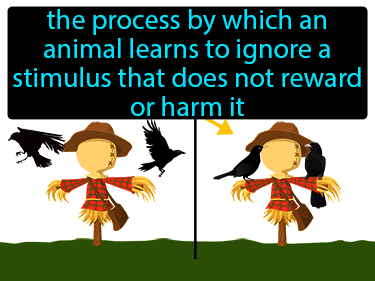 the process by which an
animal learns to ignore a
stimulus that does not reward
or harm it